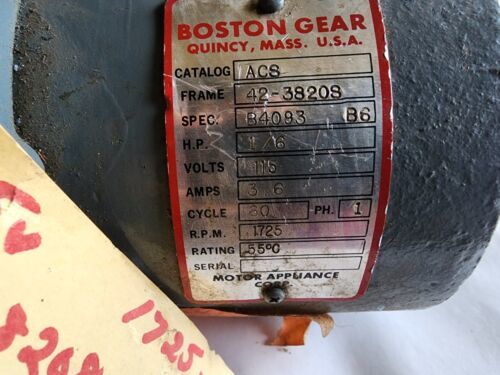 BOSTON GEAR
QUINCY, MASS. U.S.A.
CATALOG ACS
FRAME 42-3820S
SPEC. 84093 B6
H.P. 1/6
VOLTS 115
AMPS 3.6
CYCLE 60 PH. 1
R.P.M. 1725
RATING 55°C
SERIAL
MOTOR APPLIANCE
CORP.
1725